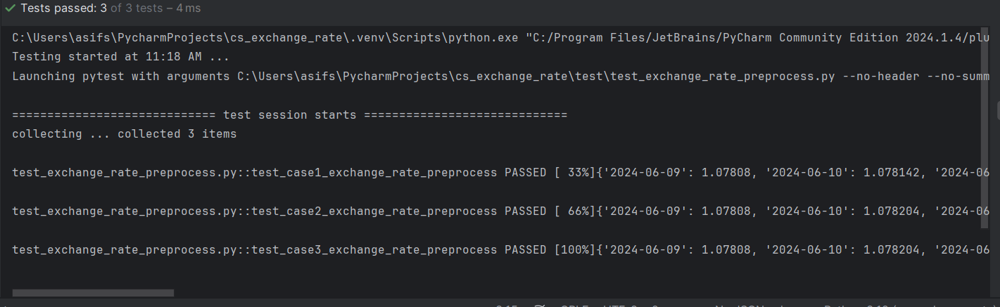 Tests passed: 3 of 3 tests – 4 ms
C:\Users\asifs\PycharmProjects\cs_exchange_rate\.venv\Scripts\python.exe "C:/Program Files/JetBrains/PyCharm Community Edition 2024.1.4/plu
Testing started at 11:18 AM ...
Launching pytest with arguments C:\Users\asifs\PycharmProjects\cs_exchange_rate\test\test_exchange_rate_preprocess.py --no-header --no-summ
============================= test session starts =============================
collecting ... collected 3 items
test_exchange_rate_preprocess.py::test_case1_exchange_rate_preprocess PASSED [ 33%]{'2024-06-09': 1.07808, '2024-06-10': 1.078142, '2024-06
test_exchange_rate_preprocess.py::test_case2_exchange_rate_preprocess PASSED [ 66%]{'2024-06-09': 1.07808, '2024-06-10': 1.078204, '2024-06
test_exchange_rate_preprocess.py::test_case3_exchange_rate_preprocess PASSED [100%]{'2024-06-09': 1.07808, '2024-06-10': 1.078204, '2024-06